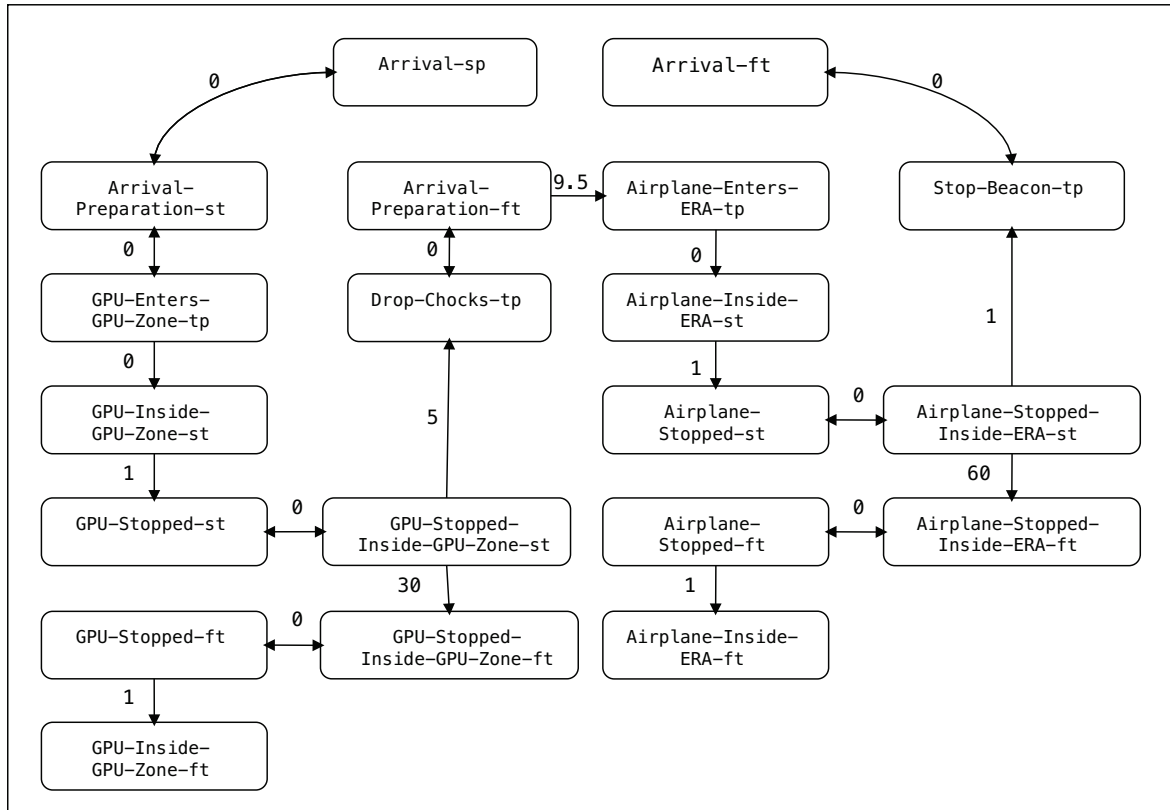 Arrival-sp
Arrival-ft
0
0
Arrival-
Preparation-st
Arrival-
Preparation-ft
9.5
Airplane-Enters-
ERA-tp
Stop-Beacon-tp
0
0
0
GPU-Enters-
GPU-Zone-tp
Drop-Chocks-tp
Airplane-Inside-
ERA-st
1
0
1
GPU-Inside-
GPU-Zone-st
5
Airplane-
Stopped-st
0
Airplane-Stopped-
Inside-ERA-st
1
60
GPU-Stopped-st
0
GPU-Stopped-
Inside-GPU-Zone-st
Airplane-
Stopped-ft
0
Airplane-Stopped-
Inside-ERA-ft
30
1
GPU-Stopped-ft
0
GPU-Stopped-
Inside-GPU-Zone-ft
Airplane-Inside-
ERA-ft
1
GPU-Inside-
GPU-Zone-ft